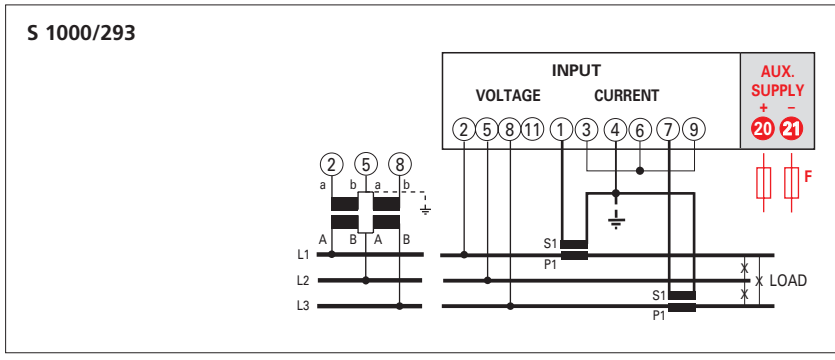 S 1000/293
INPUT
AUX.
SUPPLY
VOLTAGE CURRENT
+ −
2 5 8 11 1 3 4 6 7 9 20 21
2 5 8
a b a b
F
A B A B
S1
P1
L1
L2
L3
X
X LOAD
X
S1
P1